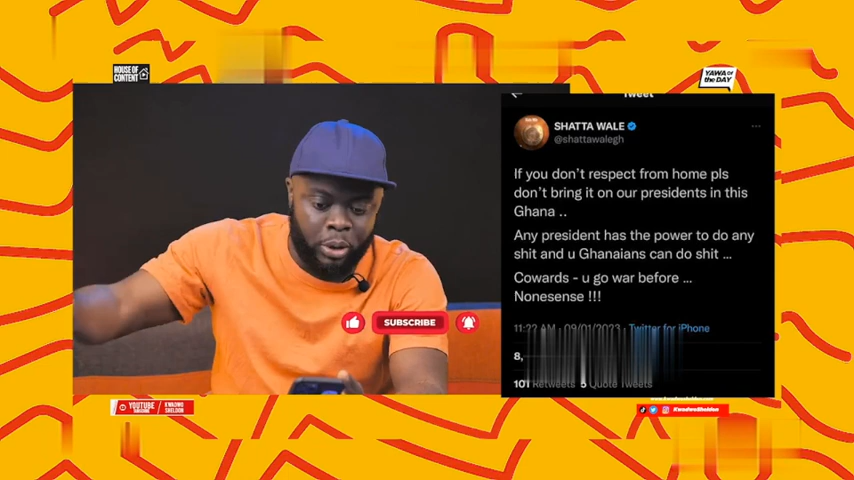 HOUSE OF
CONTENT
YAWA OF
the DAY
Tweet
SHATTA WALE
@shattawalegh
If you don't respect from home pls
don't bring it on our presidents in this
Ghana ..
Any president has the power to do any
shit and u Ghanaians can do shit ...
Cowards - u go war before ...
Nonesense !!!
11:22 AM · 09/01/2023 · Twitter for iPhone
8,
101 Retweets 6 Quote Tweets
SUBSCRIBE
YOUTUBE
KWADWO
SHELDON
KwadwoSheldon